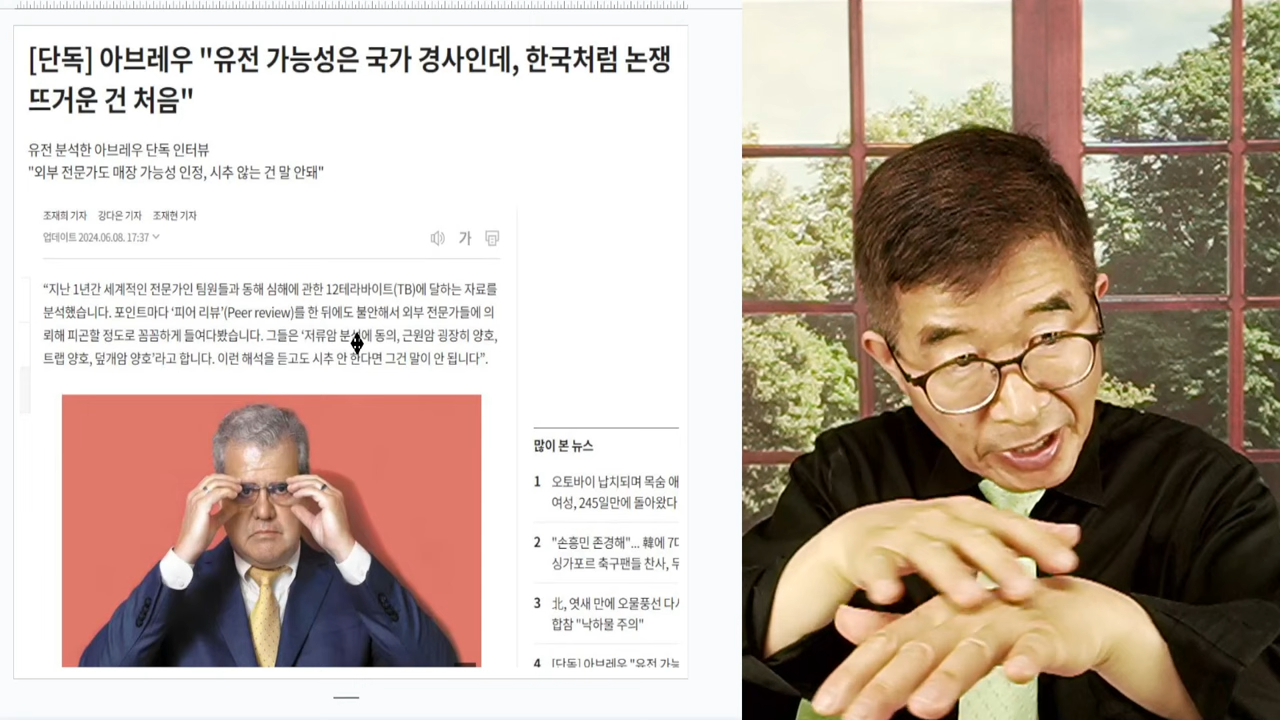 [단독] 아브레우 "유전 가능성은 국가 경사인데, 한국처럼 논쟁
뜨거운 건 처음"
유전 분석한 아브레우 단독 인터뷰
"외부 전문가도 매장 가능성 인정, 시추 않는 건 말 안돼"
조재희 기자 강다은 기자 조재현 기자
업데이트 2024.06.08. 17:37
가
“지난 1년간 세계적인 전문가인 팀원들과 동해 심해에 관한 12테라바이트(TB)에 달하는 자료를
분석했습니다. 포인트마다 ‘피어 리뷰’(Peer review)를 한 뒤에도 불안해서 외부 전문가들에 의
뢰해 피곤할 정도로 꼼꼼하게 들여다봤습니다. 그들은 ‘저류암 분석에 동의, 근원암 굉장히 양호,
트랩 양호, 덮개암 양호’라고 합니다. 이런 해석을 듣고도 시추 안 한다면 그건 말이 안 됩니다”.
많이 본 뉴스
1 오토바이 납치되며 목숨 애
여성, 245일만에 돌아왔다
2 "손흥민 존경해"... 韓에 7대
싱가포르 축구팬들 찬사, 두
3 北, 엿새 만에 오물풍선 다시
합참 "낙하물 주의"
4 [단독] 아브레우 "유전 가능